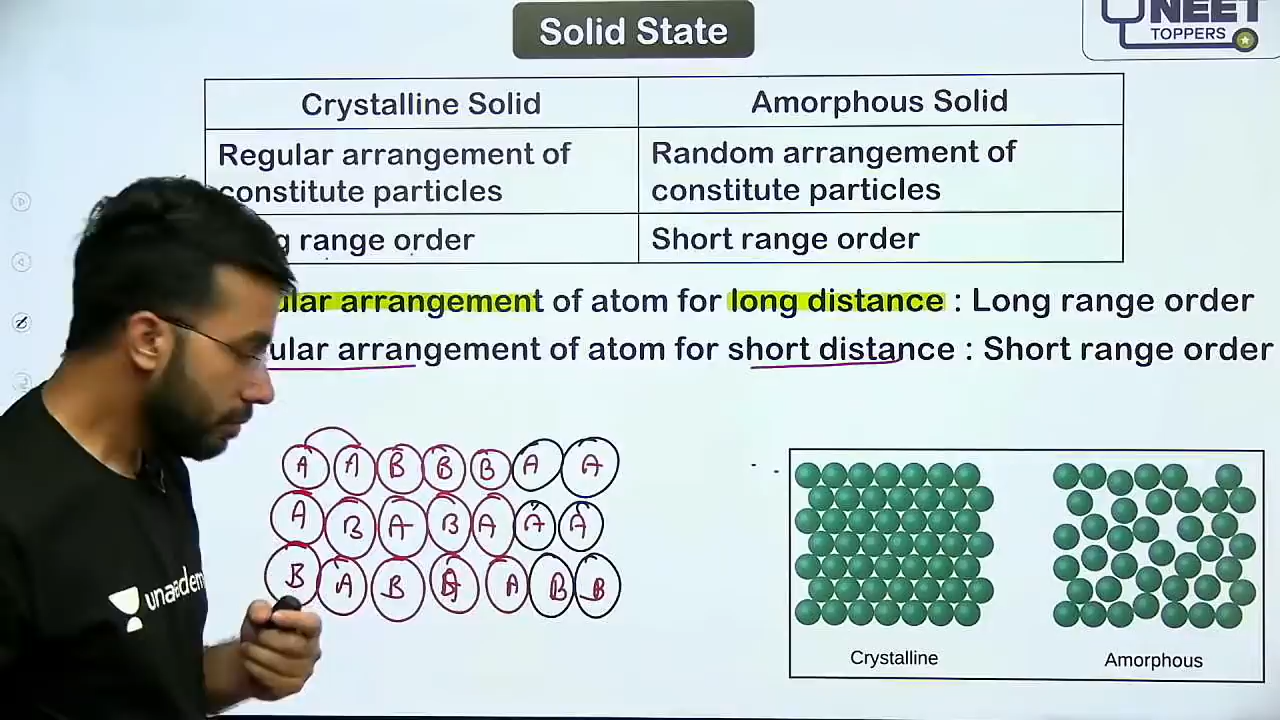 Solid State
NEET
TOPPERS
Crystalline Solid
Amorphous Solid
Regular arrangement of
constitute particles
Random arrangement of
constitute particles
range order
Short range order
arrangement of atom for long distance : Long range order
arrangement of atom for short distance : Short range order
A A B B B A A
A B A B A A A
B A B A A B B
unacademy
Crystalline
Amorphous